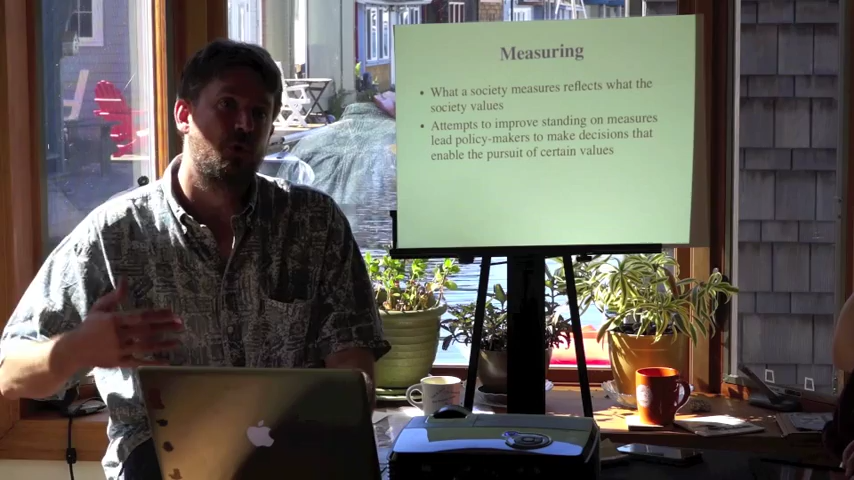 Measuring
• What a society measures reflects what the
society values
• Attempts to improve standing on measures
lead policy-makers to make decisions that
enable the pursuit of certain values